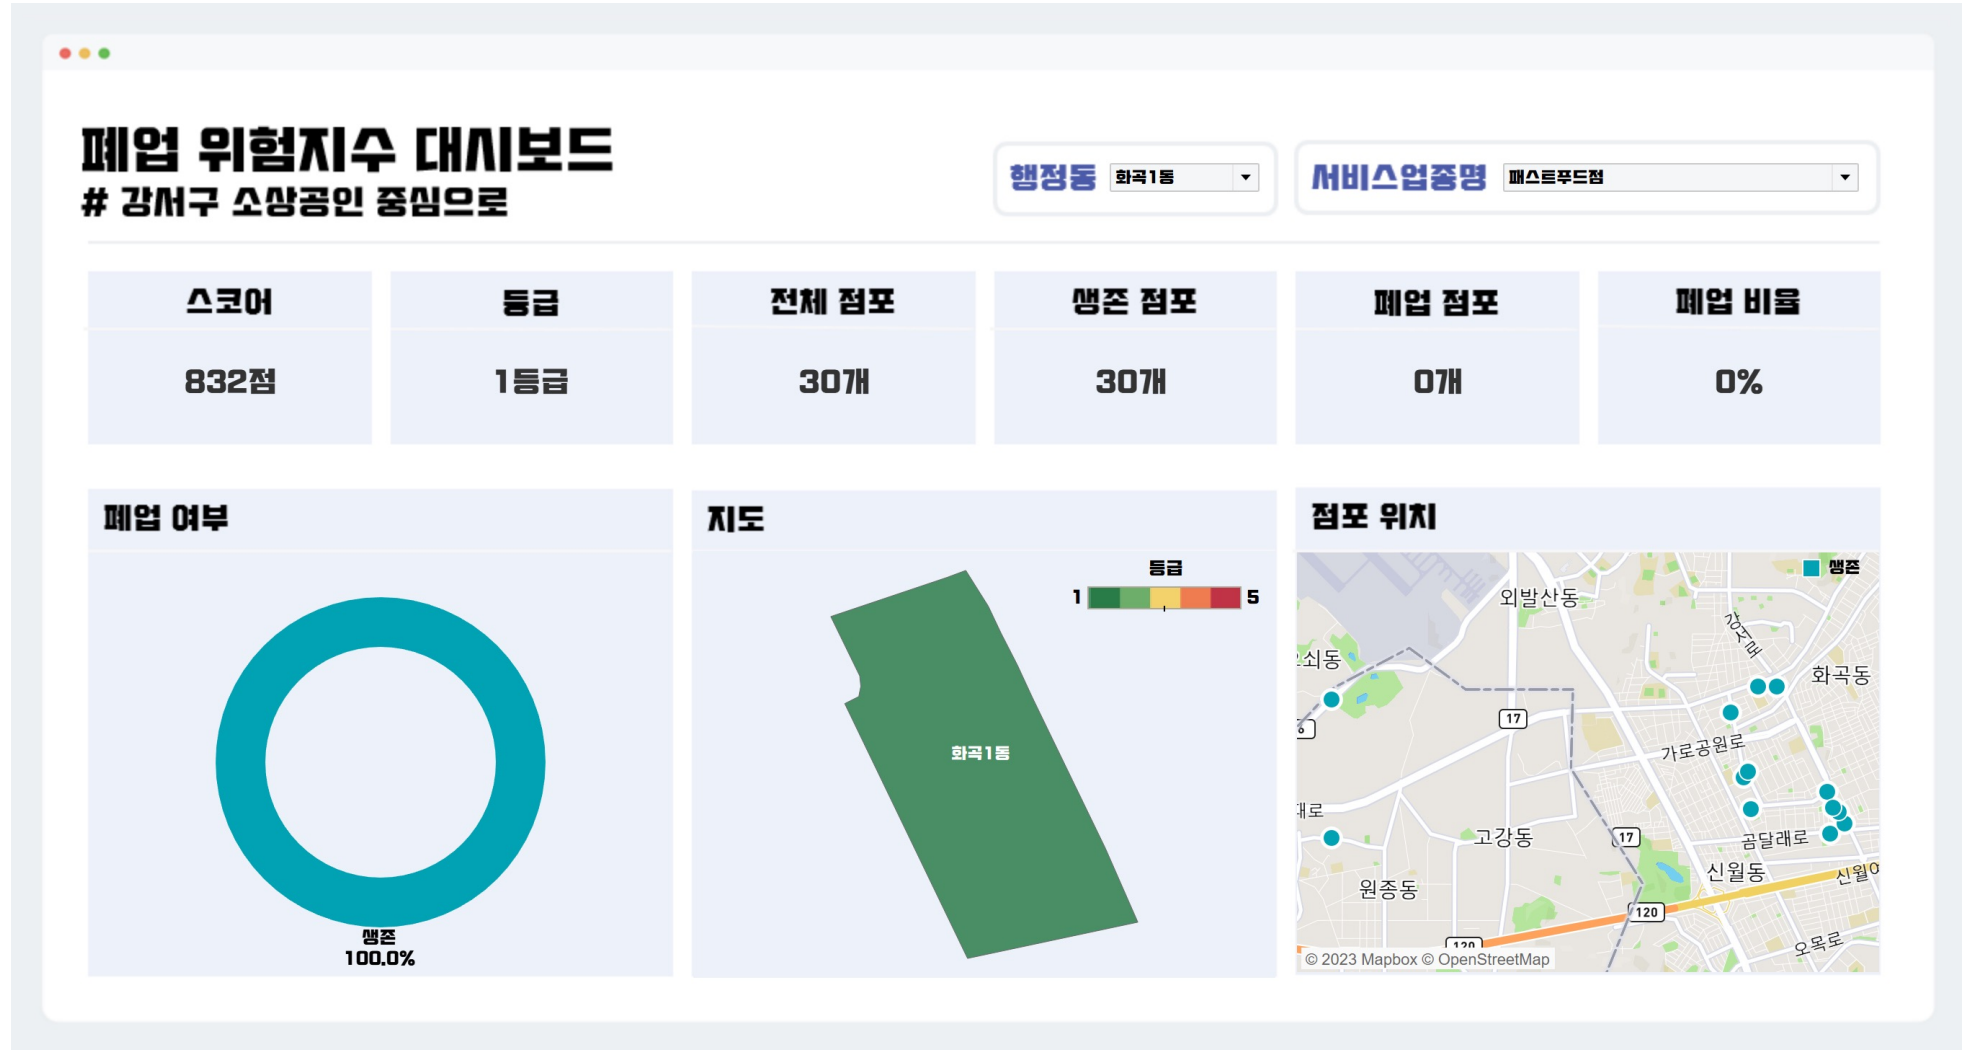 폐업 위험지수 대시보드
# 강서구 소상공인 중심으로
행정동 화곡1동
서비스업종명 패스트푸드점
스코어
832점
등급
1등급
전체 점포
30개
생존 점포
30개
폐업 점포
0개
폐업 비율
0%
폐업 여부
생존
100.0%
지도
등급
1 5
화곡1동
점포 위치
생존
외발산동
강서로
쇠동
화곡동
17
가로공원로
대로
고강동
17
곰달래로
신월동
원종동
120
120
오목로
© 2023 Mapbox © OpenStreetMap